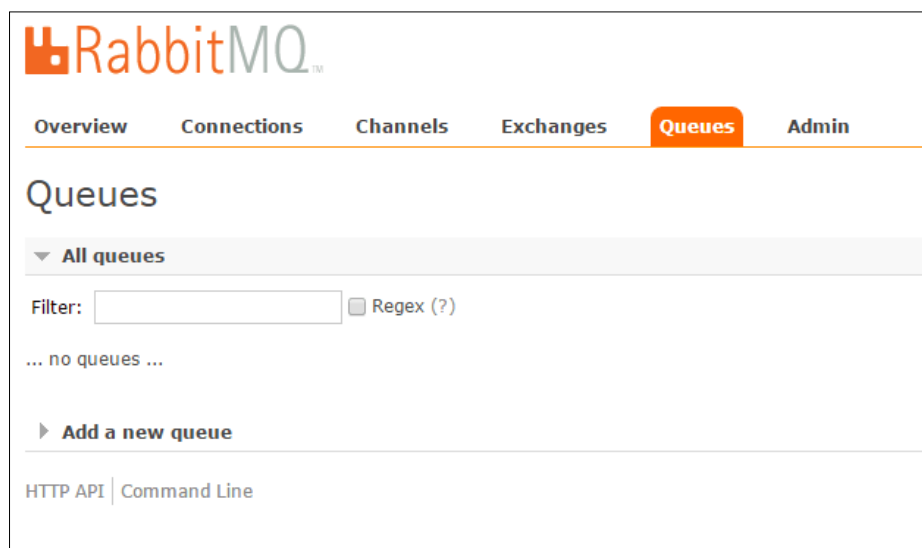 RabbitMQ™
Overview Connections Channels Exchanges Queues Admin
Queues
All queues
Filter: Regex (?)
... no queues ...
Add a new queue
HTTP API Command Line